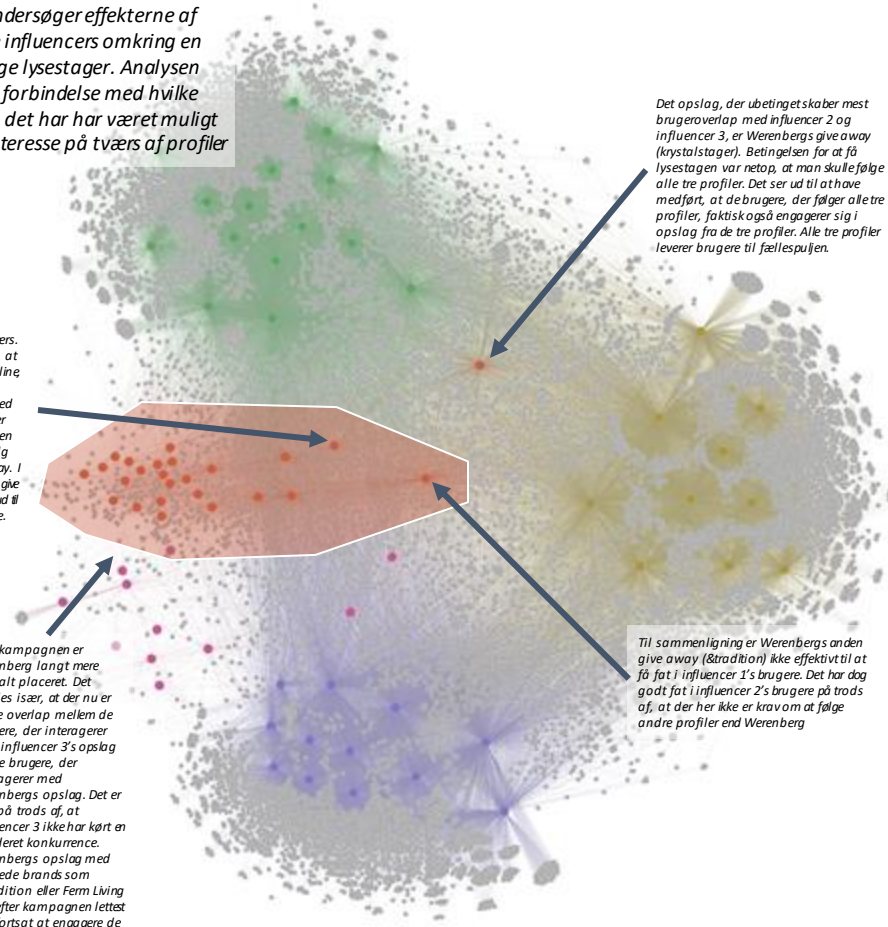 ndersøger effekterne af
influencers omkring en
ge lysestager. Analysen
forbindelse med hvilke
det har har været muligt
teresse på tværs af profiler
Det opslag, der ubetinget skaber mest
brugeroverlap med influencer 2 og
influencer 3, er Werenbergs give away
(krystalstager). Betingelsen for at få
lysestagen var netop, at man skulle følge
alle tre profiler. Det ser ud til at have
medført, at de brugere, der følger alle tre
profiler, faktisk også engagerer sig i
opslag fra de tre profiler. Alle tre profiler
leverer brugere til fællespuljen.
ers.
at
line,
ed
er
en
ig
ay. I
give
ud til
e.
kampagnen er
nberg langt mere
alt placeret. Det
es især, at der nu er
e overlap mellem de
ere, der interagerer
influencer 3's opslag
e brugere, der
agerer med
nbergs opslag. Det er
på trods af, at
encer 3 ikke har kørt en
deret konkurrence.
nbergs opslag med
ede brands som
dition eller Ferm Living
efter kampagnen lettest
fortsat at engagere de
Til sammenligning er Werenbergs anden
give away (&tradition) ikke effektivt til at
få fat i influencer 1's brugere. Det har dog
godt fat i influencer 2's brugere på trods
af, at der her ikke er krav om at følge
andre profiler end Werenberg